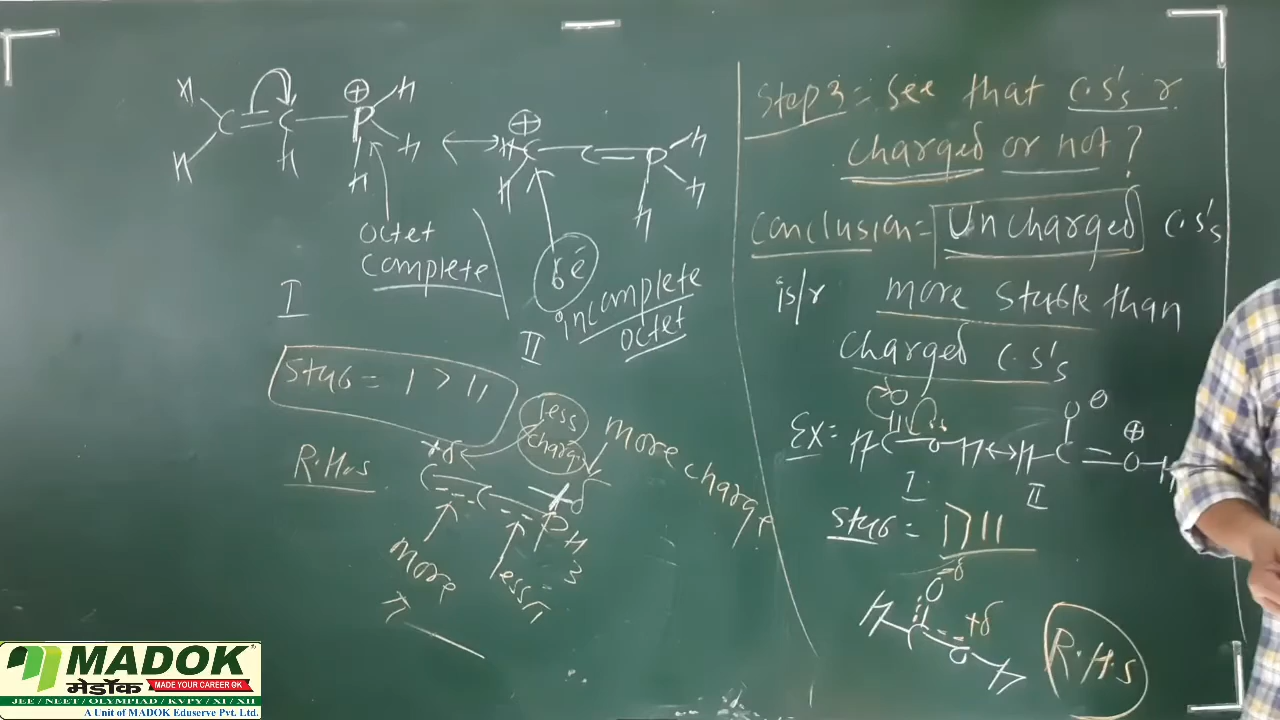 Octet
Complete
I
6e
incomplete
octet
II
Stab = I > II
R.H.S
+δ
less
charge
more charge
more
π
less π
PH3
Step 3 = See that C.S's r
charged or not ?
Conclusion = Uncharged C.S's
is/r more stable than
charged C.S's
Ex =
I
II
Stab = I > II
-δ
+δ
R.H.S
MADOK
मेडॉक MADE YOUR CAREER OK
JEE / NEET / OLYMPIAD / KVPY / XI / XII
A Unit of MADOK Eduserve Pvt. Ltd.